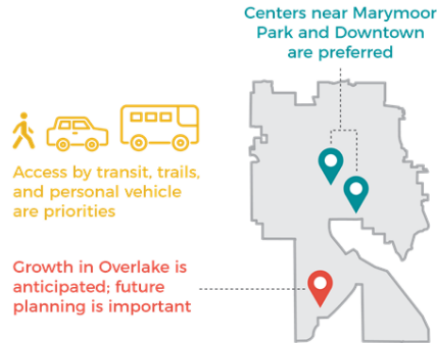 Centers near Marymoor
Park and Downtown
are preferred
Access by transit, trails,
and personal vehicle
are priorities
Growth in Overlake is
anticipated; future
planning is important